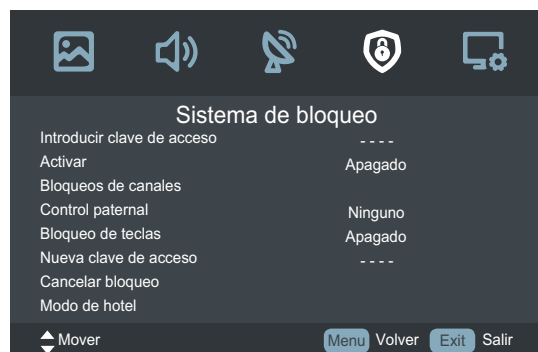 Sistema de bloqueo
Introducir clave de acceso - - - -
Activar Apagado
Bloqueos de canales
Control paternal Ninguno
Bloqueo de teclas Apagado
Nueva clave de acceso - - - -
Cancelar bloqueo
Modo de hotel
Mover Menu Volver Exit Salir